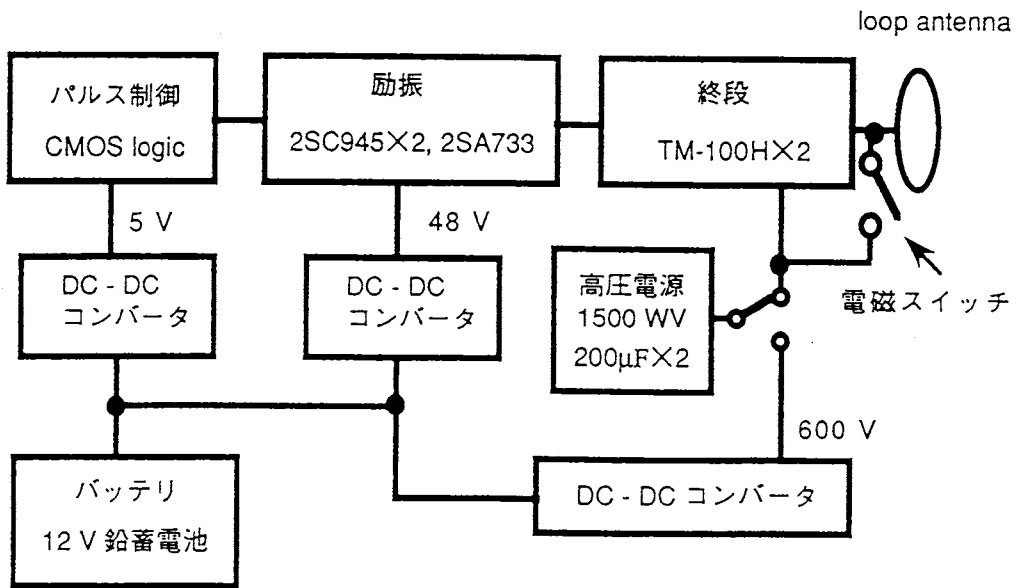 loop antenna
パルス制御
CMOS logic
励振
2SC945×2, 2SA733
終段
TM-100H×2
5 V
48 V
DC - DC
コンバータ
DC - DC
コンバータ
高圧電源
1500 WV
200μF×2
電磁スイッチ
600 V
バッテリ
12 V 鉛蓄電池
DC - DC コンバータ